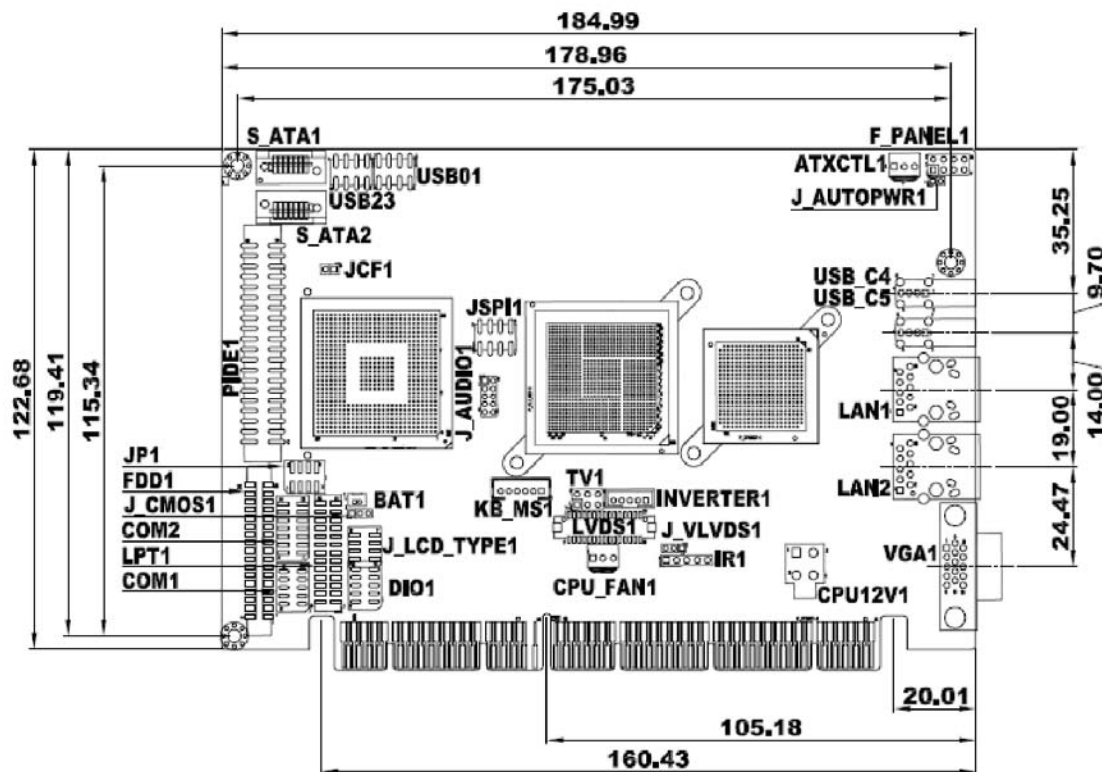 184.99
178.96
175.03
S_ATA1
F_PANEL1
ATXCTL1
USB01
USB23
J_AUTOPWR1
S_ATA2
35.25
JCF1
USB_C4
USB_C5
9.70
JSPI1
PIDE1
J_AUDIO1
122.68
119.41
115.34
LAN1
19.00
14.00
JP1
FDD1
J_CMOS1
BAT1
KB_MS1
TV1
INVERTER1
LAN2
24.47
COM2
J_LCD_TYPE1
LVDS1
J_VLVDS1
VGA1
LPT1
IR1
COM1
DIO1
CPU_FAN1
CPU12V1
20.01
105.18
160.43